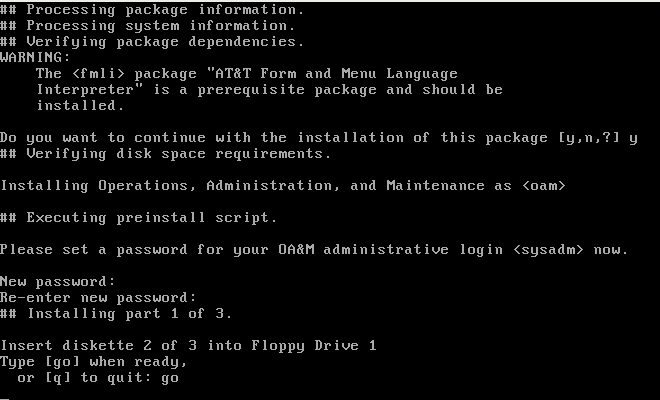 ## Processing package information.
## Processing system information.
## Verifying package dependencies.
WARNING:
    The <fmli> package "AT&T Form and Menu Language
    Interpreter" is a prerequisite package and should be
    installed.

Do you want to continue with the installation of this package [y,n,?] y
## Verifying disk space requirements.

Installing Operations, Administration, and Maintenance as <oam>

## Executing preinstall script.

Please set a password for your OA&M administrative login <sysadm> now.

New password:
Re-enter new password:
## Installing part 1 of 3.

Insert diskette 2 of 3 into Floppy Drive 1
Type [go] when ready,
  or [q] to quit: go